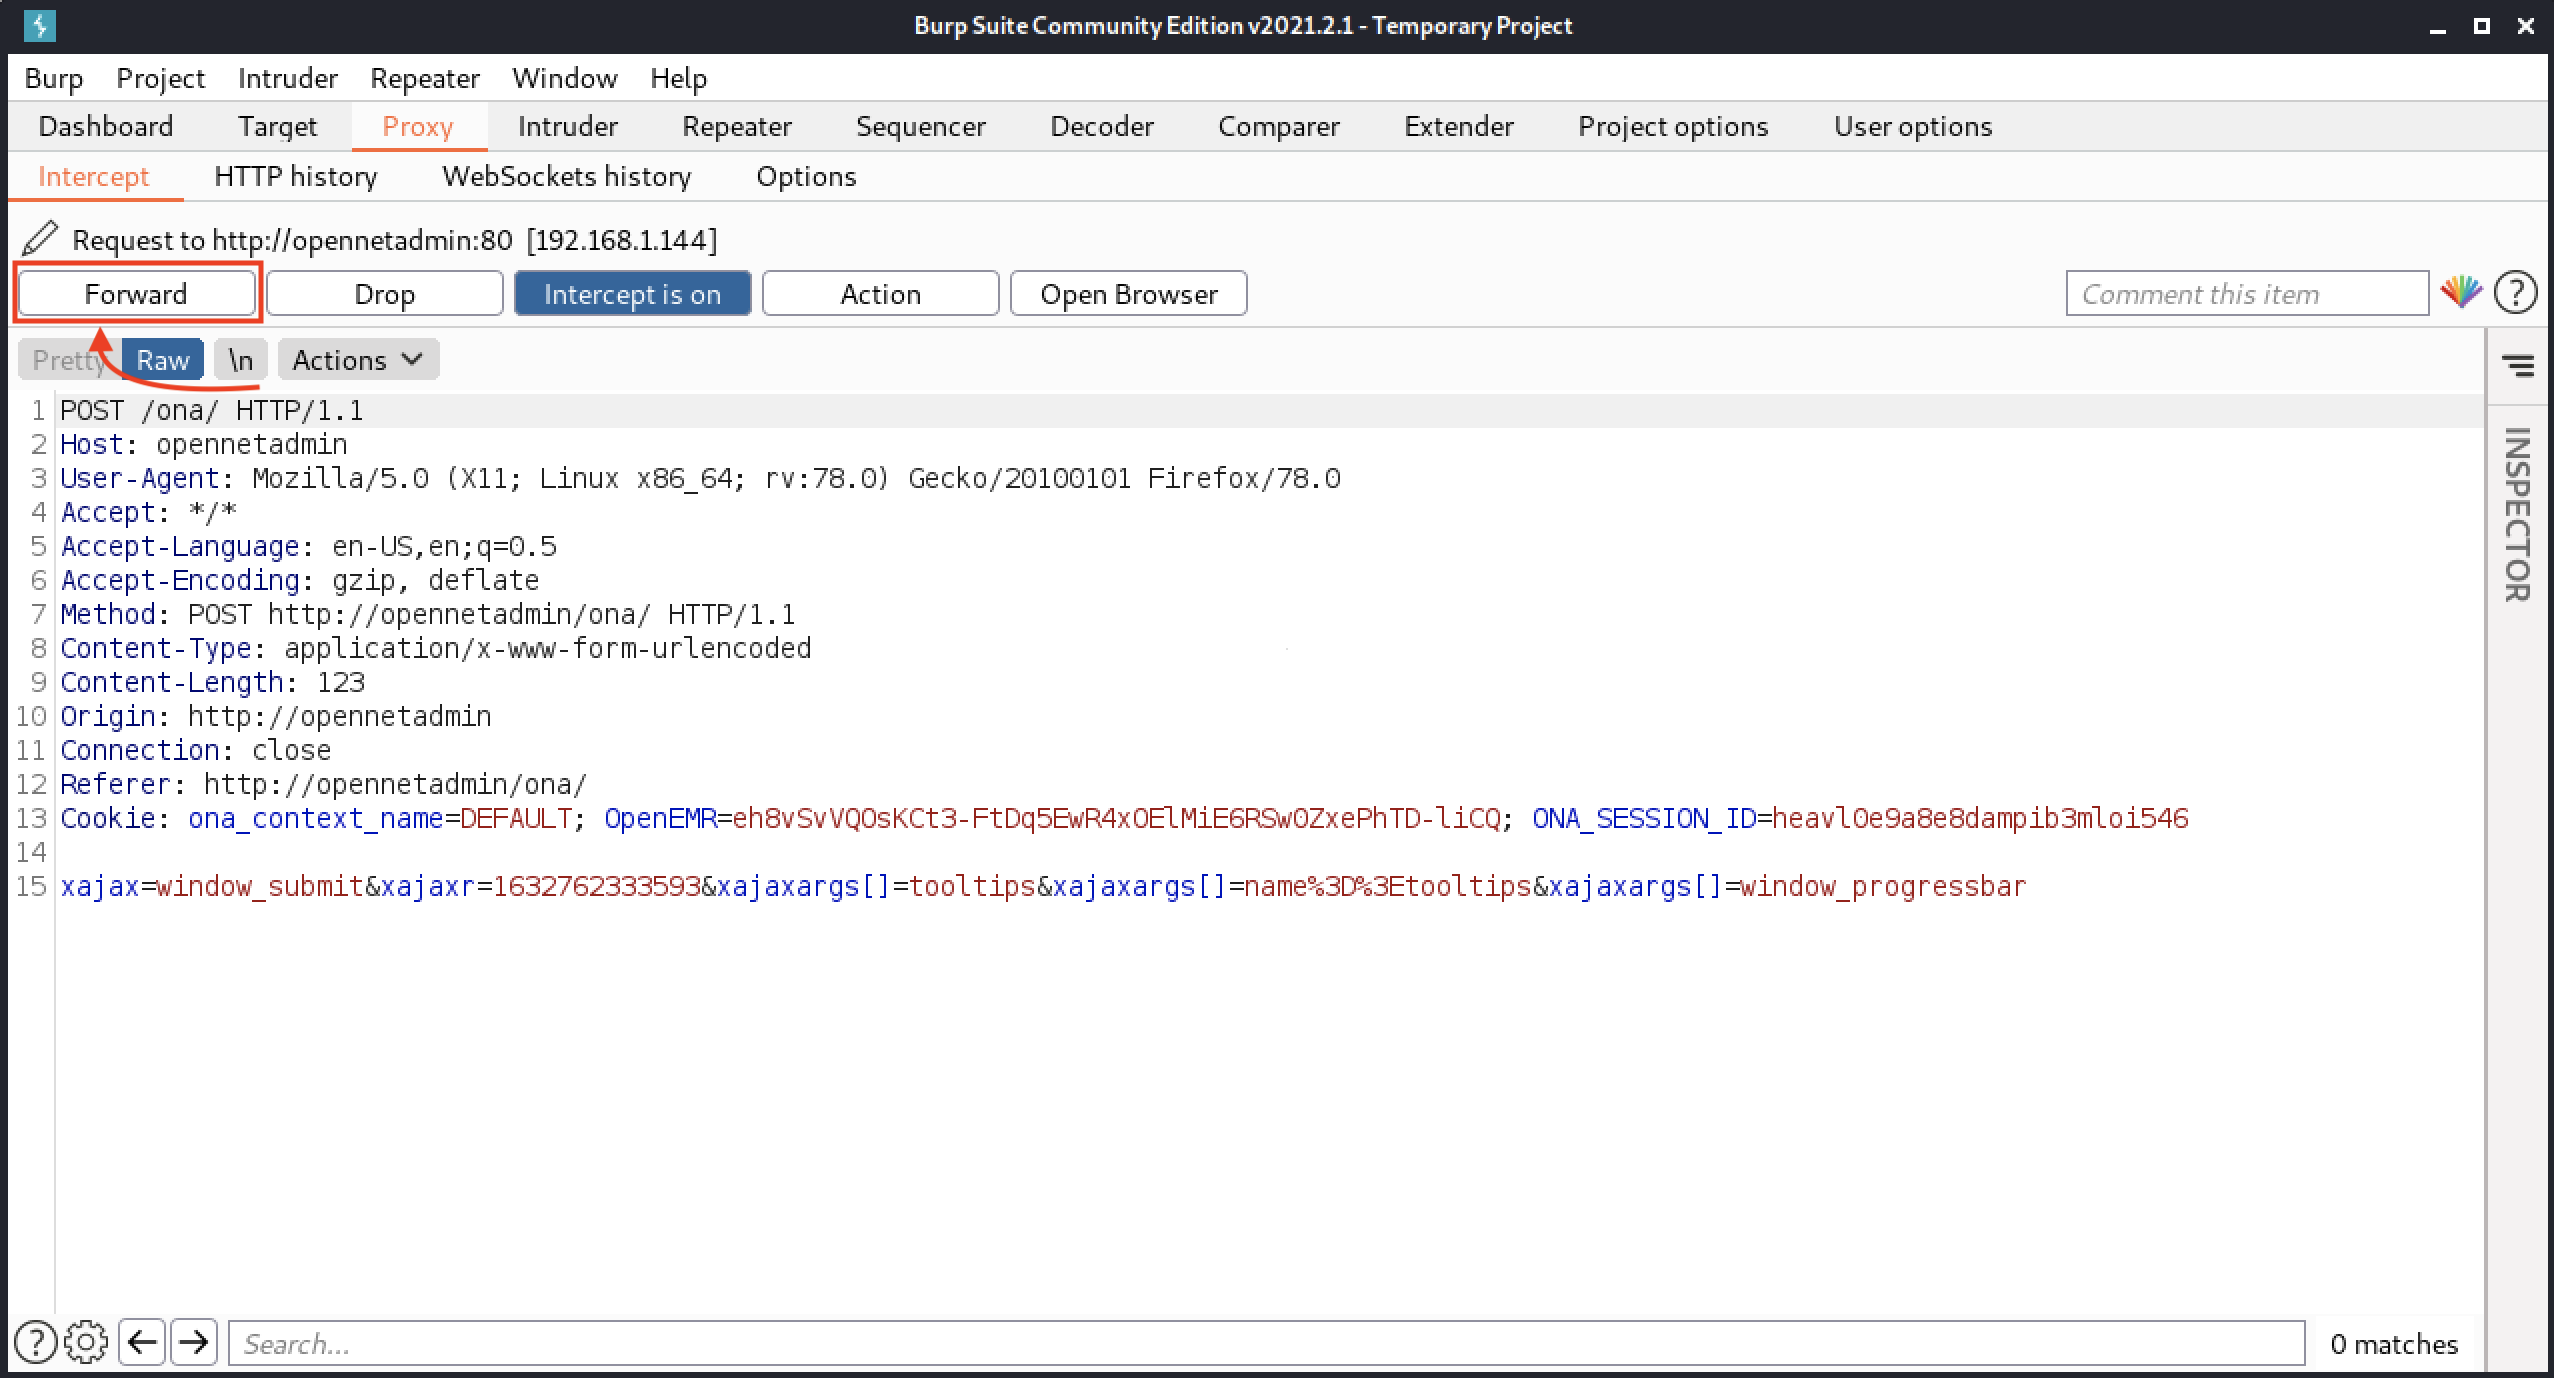 Burp Suite Community Edition v2021.2.1 - Temporary Project
Burp Project Intruder Repeater Window Help
Dashboard Target Proxy Intruder Repeater Sequencer Decoder Comparer Extender Project options User options
Intercept HTTP history WebSockets history Options
Request to http://opennetadmin:80 [192.168.1.144]
Forward Drop Intercept is on Action Open Browser Comment this item
Pretty Raw \n Actions
INSPECTOR
1 POST /ona/ HTTP/1.1
2 Host: opennetadmin
3 User-Agent: Mozilla/5.0 (X11; Linux x86_64; rv:78.0) Gecko/20100101 Firefox/78.0
4 Accept: */*
5 Accept-Language: en-US,en;q=0.5
6 Accept-Encoding: gzip, deflate
7 Method: POST http://opennetadmin/ona/ HTTP/1.1
8 Content-Type: application/x-www-form-urlencoded
9 Content-Length: 123
10 Origin: http://opennetadmin
11 Connection: close
12 Referer: http://opennetadmin/ona/
13 Cookie: ona_context_name=DEFAULT; OpenEMR=eh8vSvVQOsKCt3-FtDq5EwR4xOElMiE6RSw0ZxePhTD-liCQ; ONA_SESSION_ID=heavl0e9a8e8dampib3mloi546
14
15 xajax=window_submit&xajaxr=1632762333593&xajaxargs[]=tooltips&xajaxargs[]=name%3D%3Etooltips&xajaxargs[]=window_progressbar
Search... 0 matches